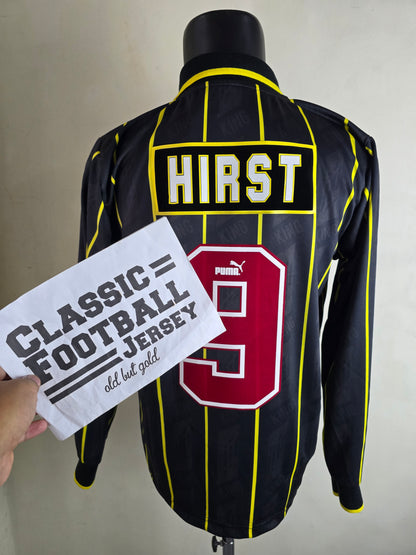 HIRST
PUMA
9
CLASSIC
FOOTBALL
JERSEY
old but gold